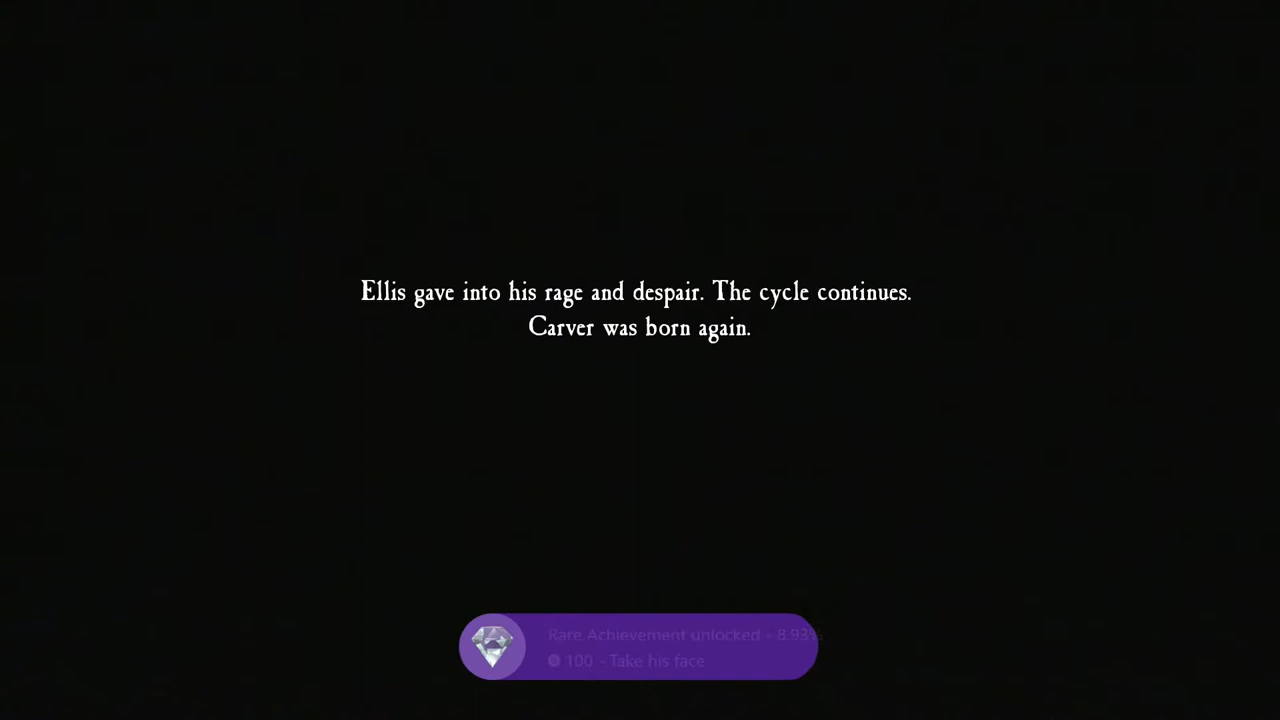 Ellis gave into his rage and despair. The cycle continues.
Carver was born again.
Rare Achievement unlocked - 8.93%
100 - Take his face